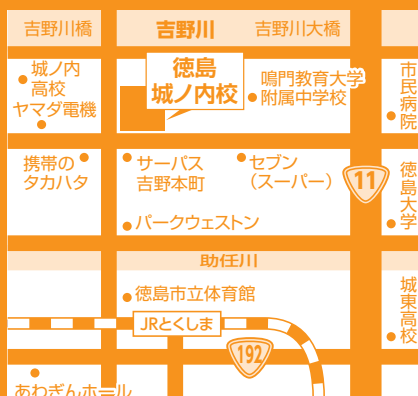 吉野川橋
吉野川
吉野川大橋
城ノ内
高校
ヤマダ電機
徳島
城ノ内校
鳴門教育大学
附属中学校
市民病院
携帯の
タカハタ
サーパス
吉野本町
セブン
（スーパー）
11
徳島大学
パークウェストン
助任川
徳島市立体育館
城東高校
JRとくしま
192
あわぎんホール